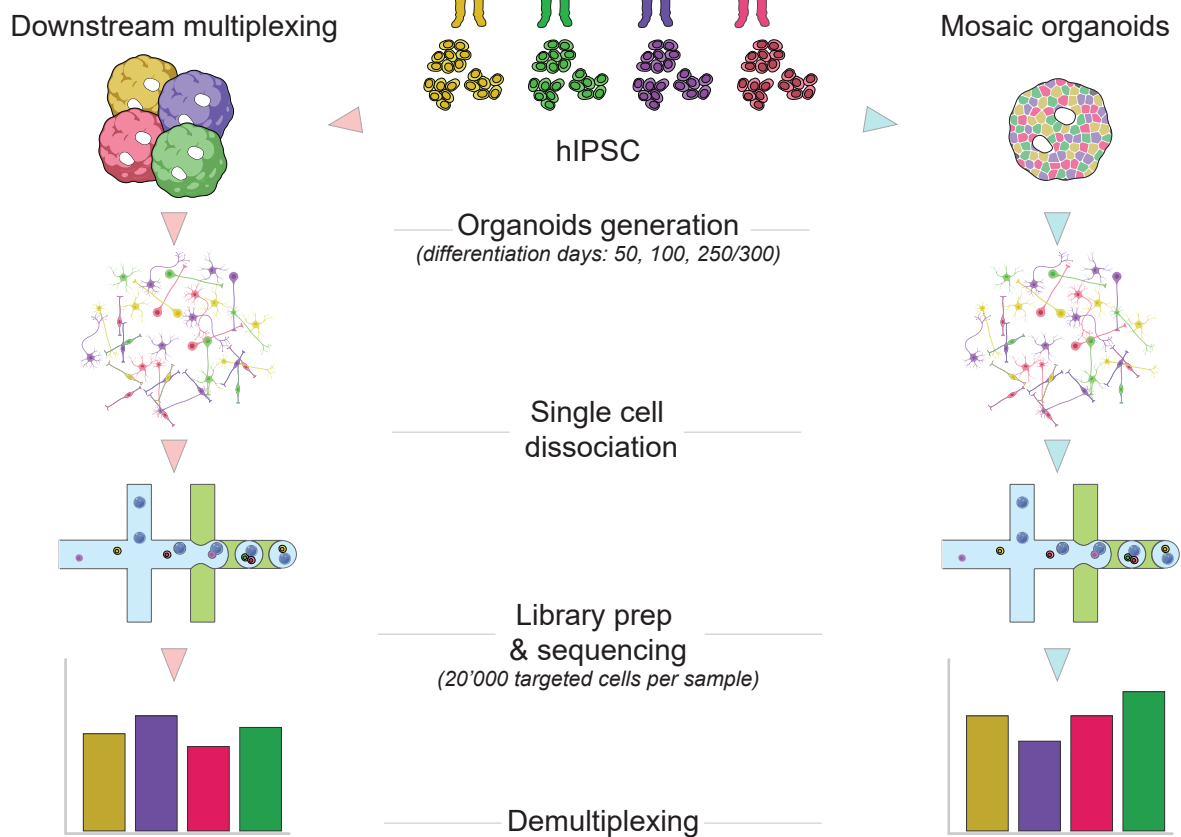 Downstream multiplexing
Mosaic organoids
hIPSC
Organoids generation
(differentiation days: 50, 100, 250/300)
Single cell
dissociation
Library prep
& sequencing
(20’000 targeted cells per sample)
Demultiplexing